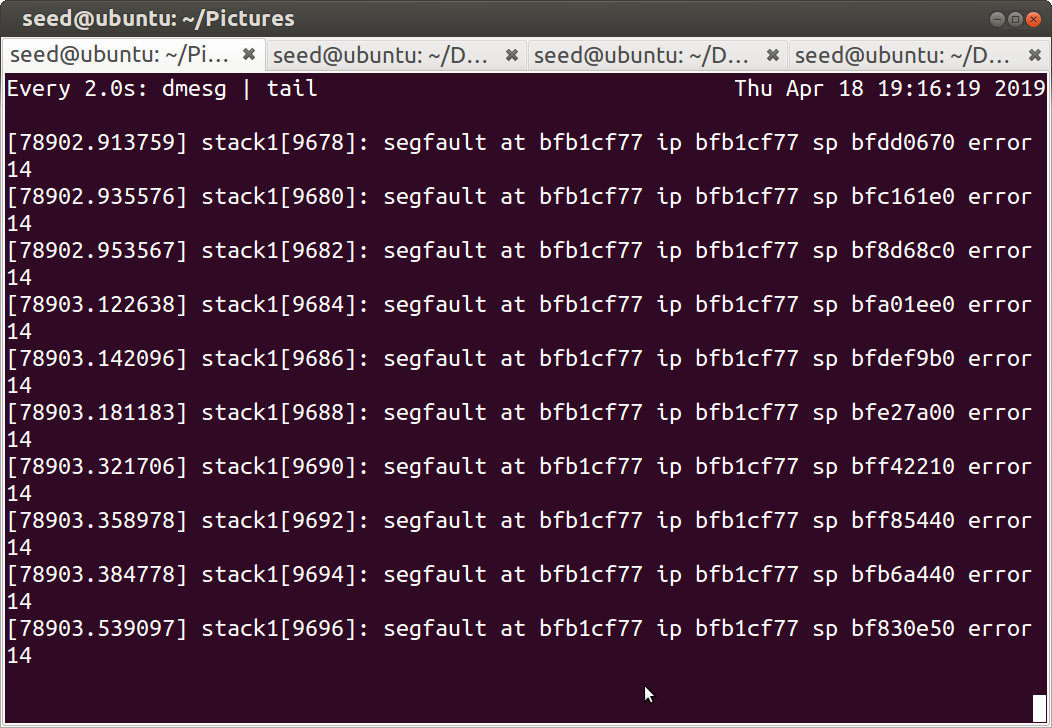 seed@ubuntu: ~/Pictures
seed@ubuntu: ~/Pi... seed@ubuntu: ~/D... seed@ubuntu: ~/D... seed@ubuntu: ~/D...
Every 2.0s: dmesg | tail Thu Apr 18 19:16:19 2019
[78902.913759] stack1[9678]: segfault at bfb1cf77 ip bfb1cf77 sp bfdd0670 error
14
[78902.935576] stack1[9680]: segfault at bfb1cf77 ip bfb1cf77 sp bfc161e0 error
14
[78902.953567] stack1[9682]: segfault at bfb1cf77 ip bfb1cf77 sp bf8d68c0 error
14
[78903.122638] stack1[9684]: segfault at bfb1cf77 ip bfb1cf77 sp bfa01ee0 error
14
[78903.142096] stack1[9686]: segfault at bfb1cf77 ip bfb1cf77 sp bfdef9b0 error
14
[78903.181183] stack1[9688]: segfault at bfb1cf77 ip bfb1cf77 sp bfe27a00 error
14
[78903.321706] stack1[9690]: segfault at bfb1cf77 ip bfb1cf77 sp bff42210 error
14
[78903.358978] stack1[9692]: segfault at bfb1cf77 ip bfb1cf77 sp bff85440 error
14
[78903.384778] stack1[9694]: segfault at bfb1cf77 ip bfb1cf77 sp bfb6a440 error
14
[78903.539097] stack1[9696]: segfault at bfb1cf77 ip bfb1cf77 sp bf830e50 error
14